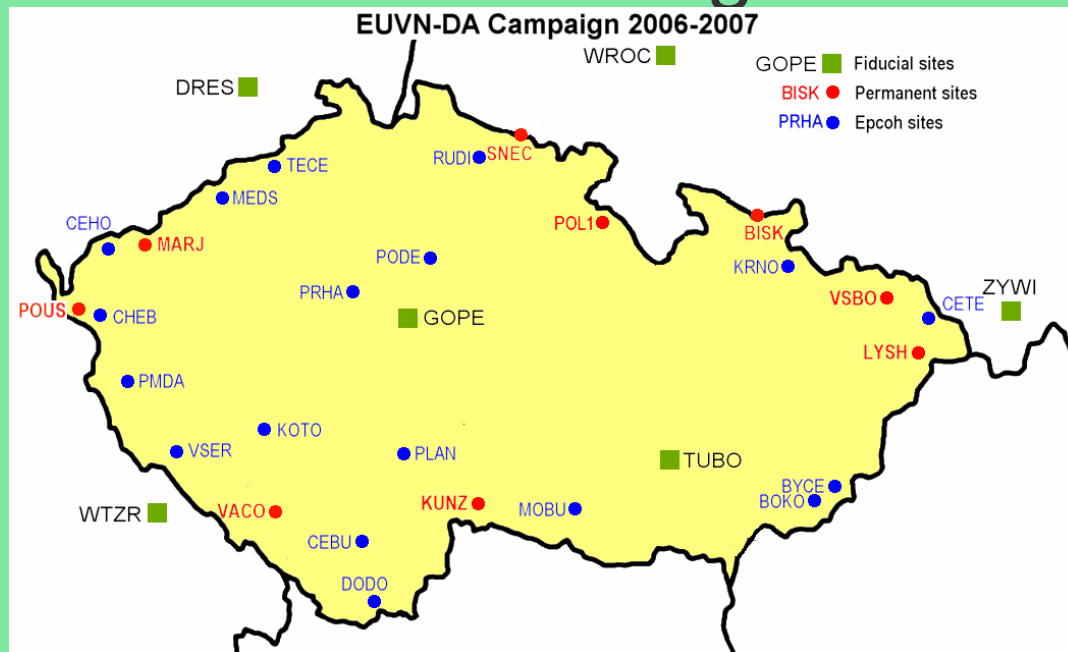 EUVN-DA Campaign 2006-2007
WROC
GOPE Fiducial sites
DRES
BISK Permanent sites
PRHA Epcoh sites
RUDI SNEC
TECE
MEDS
CEHO
MARJ
POL1
BISK
PODE
KRNO
PRHA
ZYWI
VSBO
CETE
POUS
CHEB
GOPE
LYSH
PMDA
KOTO
VSER
PLAN
TUBO
BYCE
BOKO
KUNZ
MOBU
WTZR
VACO
CEBU
DODO